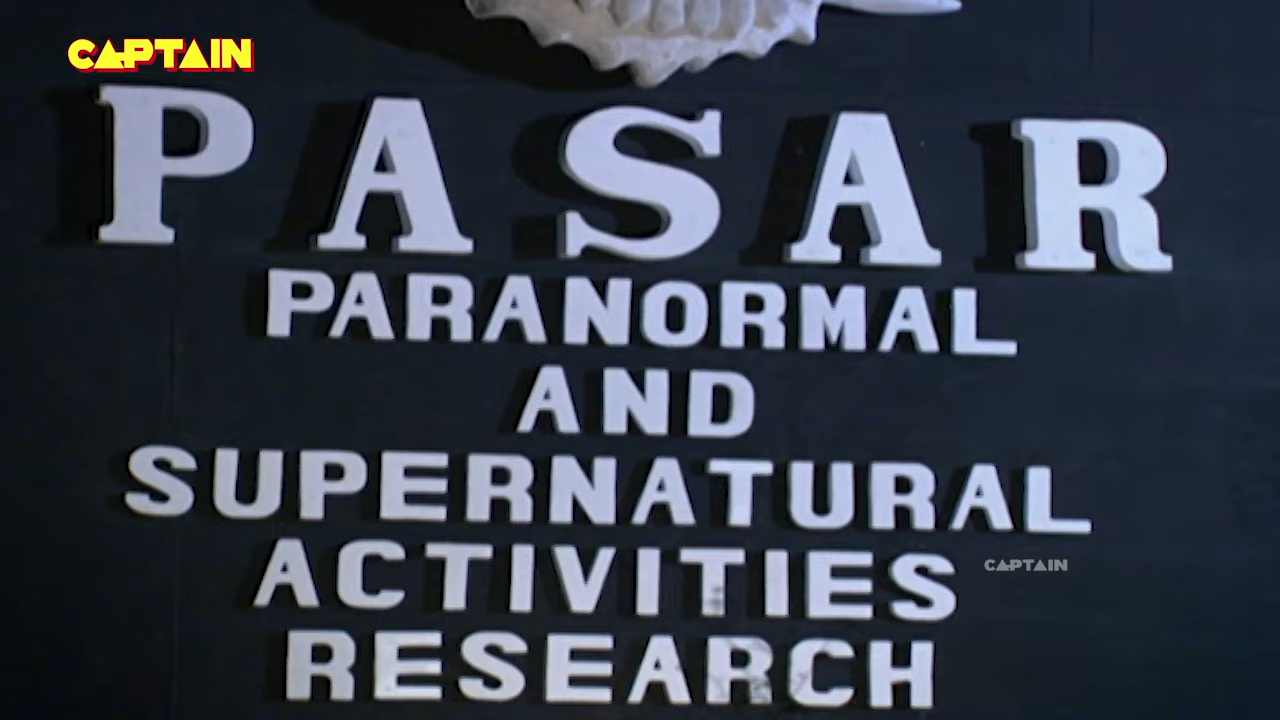 CAPTAIN
PASAR
PARANORMAL
AND
SUPERNATURAL
ACTIVITIES
CAPTAIN
RESEARCH